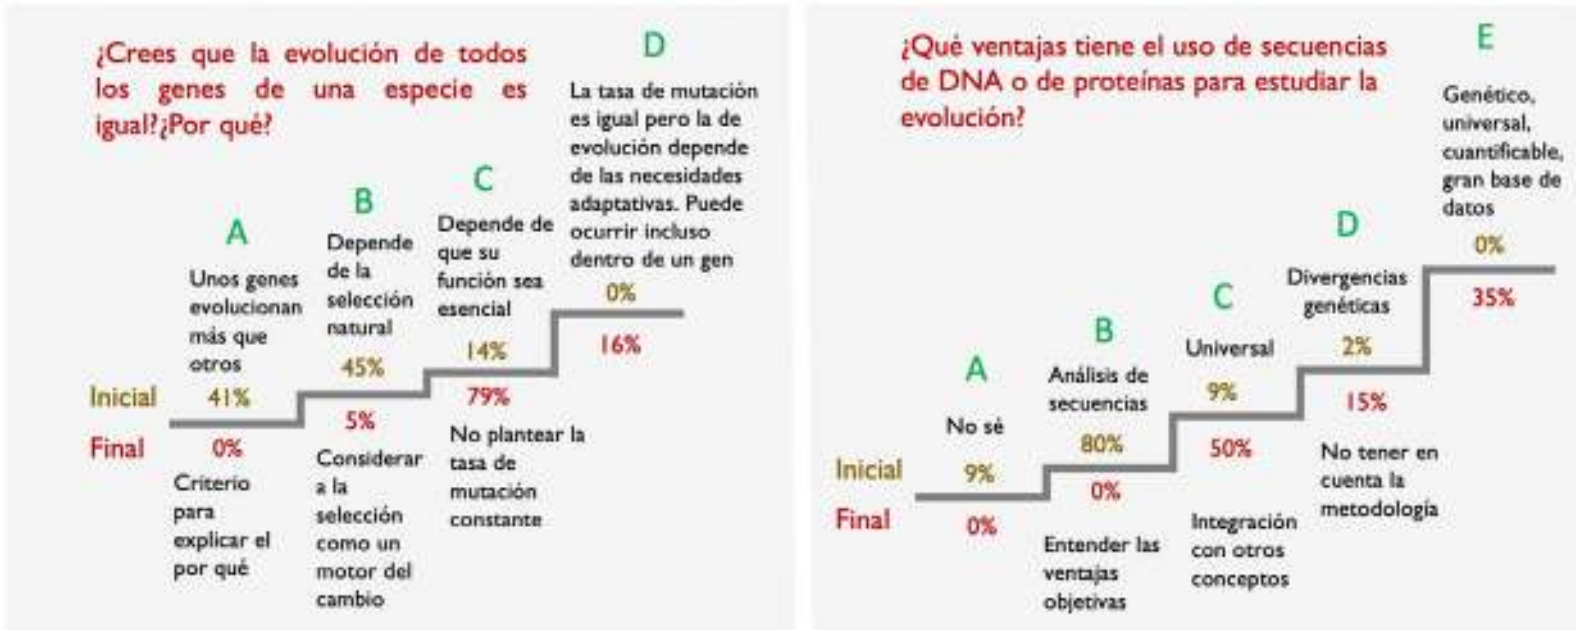 ¿Crees que la evolución de todos
los genes de una especie es
igual?¿Por qué?
A
Unos genes
evolucionan
más que
otros
B
Depende
de la
selección
natural
C
Depende de
que su
función sea
esencial
D
La tasa de mutación
es igual pero la de
evolución depende
de las necesidades
adaptativas. Puede
ocurrir incluso
dentro de un gen
Inicial
41%
45%
14%
0%
Final
0%
5%
79%
16%
Criterio
para
explicar el
por qué
Considerar
a la
selección
como un
motor del
cambio
No plantear la
tasa de
mutación
constante
¿Qué ventajas tiene el uso de secuencias
de DNA o de proteínas para estudiar la
evolución?
A
No sé
B
Análisis de
secuencias
C
Universal
D
Divergencias
genéticas
E
Genético,
universal,
cuantificable,
gran base de
datos
Inicial
9%
80%
9%
2%
0%
Final
0%
0%
50%
15%
35%
Entender las
ventajas
objetivas
Integración
con otros
conceptos
No tener en
cuenta la
metodología